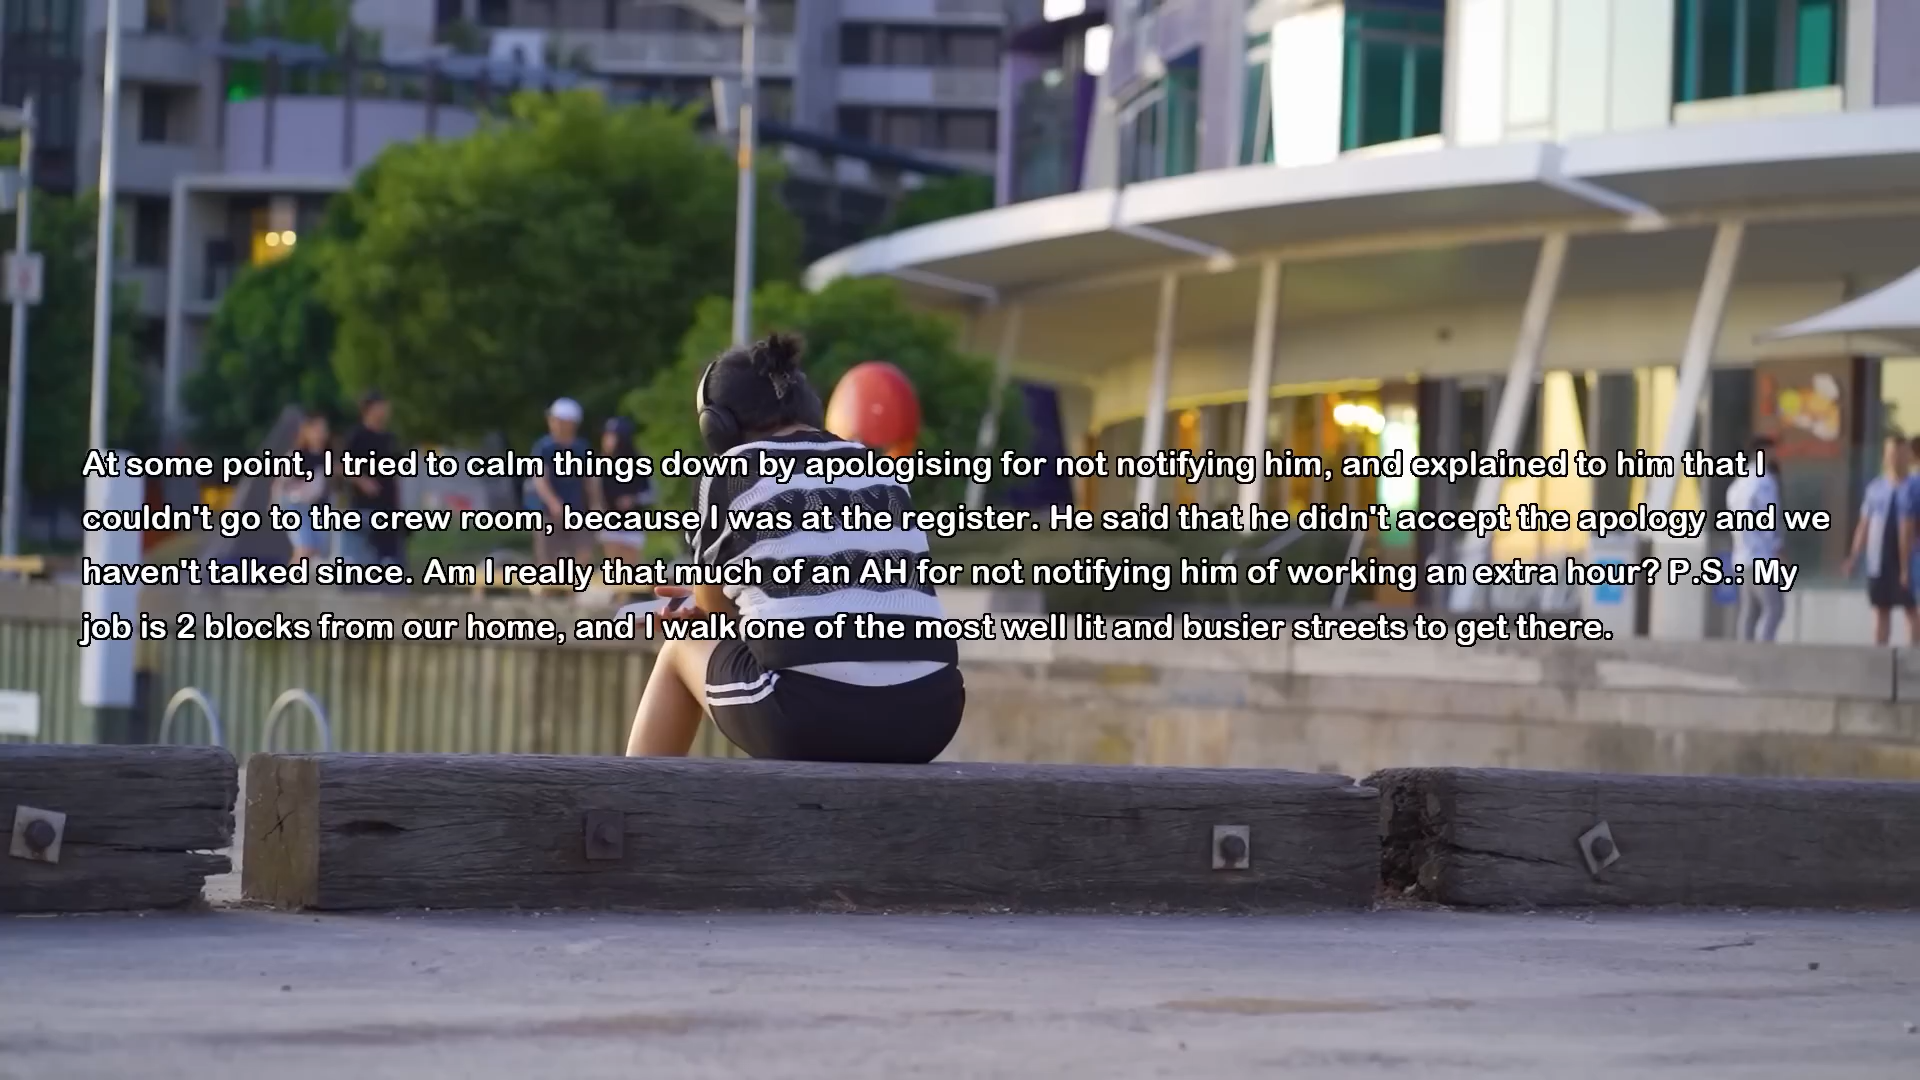 At some point, I tried to calm things down by apologising for not notifying him, and explained to him that I
couldn't go to the crew room, because I was at the register. He said that he didn't accept the apology and we
haven't talked since. Am I really that much of an AH for not notifying him of working an extra hour? P.S.: My
job is 2 blocks from our home, and I walk one of the most well lit and busier streets to get there.